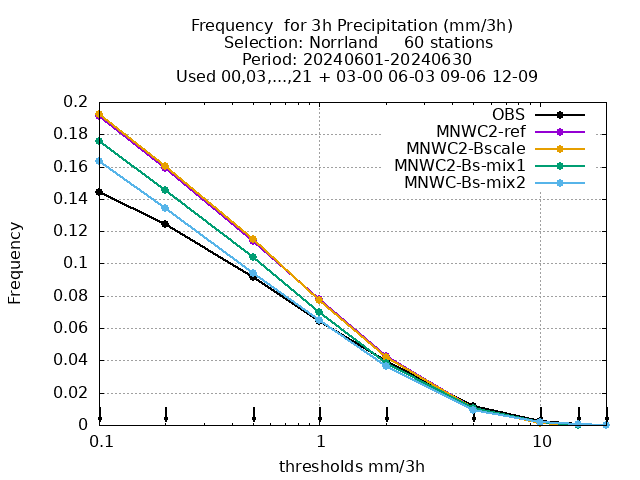 Frequency  for 3h Precipitation (mm/3h)
Selection: Norrland     60 stations
Period: 20240601-20240630
Used 00,03,...,21 + 03-00 06-03 09-06 12-09
OBS
MNWC2-ref
MNWC2-Bscale
MNWC2-Bs-mix1
MNWC-Bs-mix2
0.2
0.18
0.16
0.14
0.12
0.1
0.08
0.06
0.04
0.02
0
Frequency
0.1 1 10
thresholds mm/3h